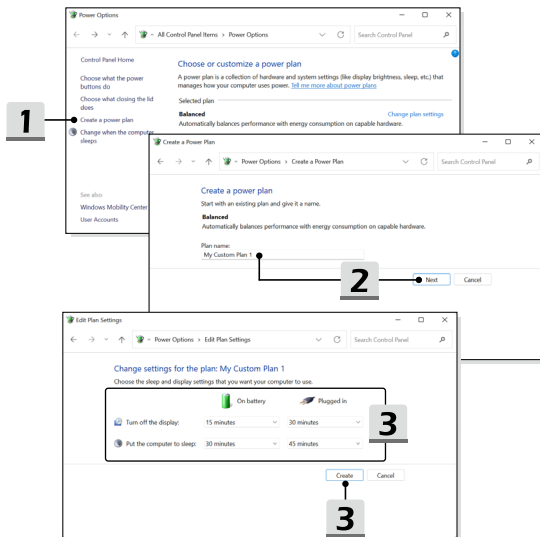 Power Options
All Control Panel Items > Power Options
Search Control Panel
Control Panel Home
Choose what the power
buttons do
Choose what closing the lid
does
Create a power plan
Change when the computer
sleeps
See also
Windows Mobility Center
User Accounts
Choose or customize a power plan
A power plan is a collection of hardware and system settings (like display brightness, sleep, etc.) that
manages how your computer uses power. Tell me more about power plans
Selected plan
Balanced
Change plan settings
Automatically balances performance with energy consumption on capable hardware.
1
Create a Power Plan
Power Options > Create a Power Plan
Search Control Panel
Create a power plan
Start with an existing plan and give it a name.
Balanced
Automatically balances performance with energy consumption on capable hardware.
Plan name:
My Custom Plan 1
2
Next
Cancel
Edit Plan Settings
Power Options > Edit Plan Settings
Search Control Panel
Change settings for the plan: My Custom Plan 1
Choose the sleep and display settings that you want your computer to use.
On battery
Plugged in
Turn off the display:
15 minutes
30 minutes
Put the computer to sleep:
30 minutes
45 minutes
3
Create
Cancel
3